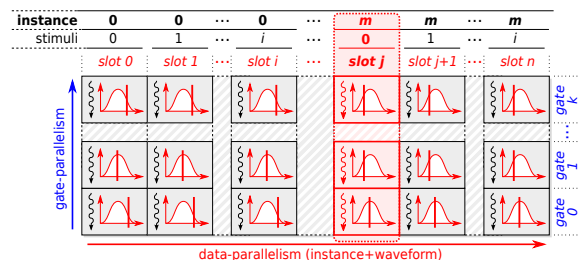 instance 0 0 ... 0 ... m m ... m
stimuli 0 1 ... i 0 1 ... i
slot 0 slot 1 ... slot i ... slot j slot j+1 ... slot n
gate-parallelism
gate k
...
gate 1
gate 0
data-parallelism (instance+waveform)